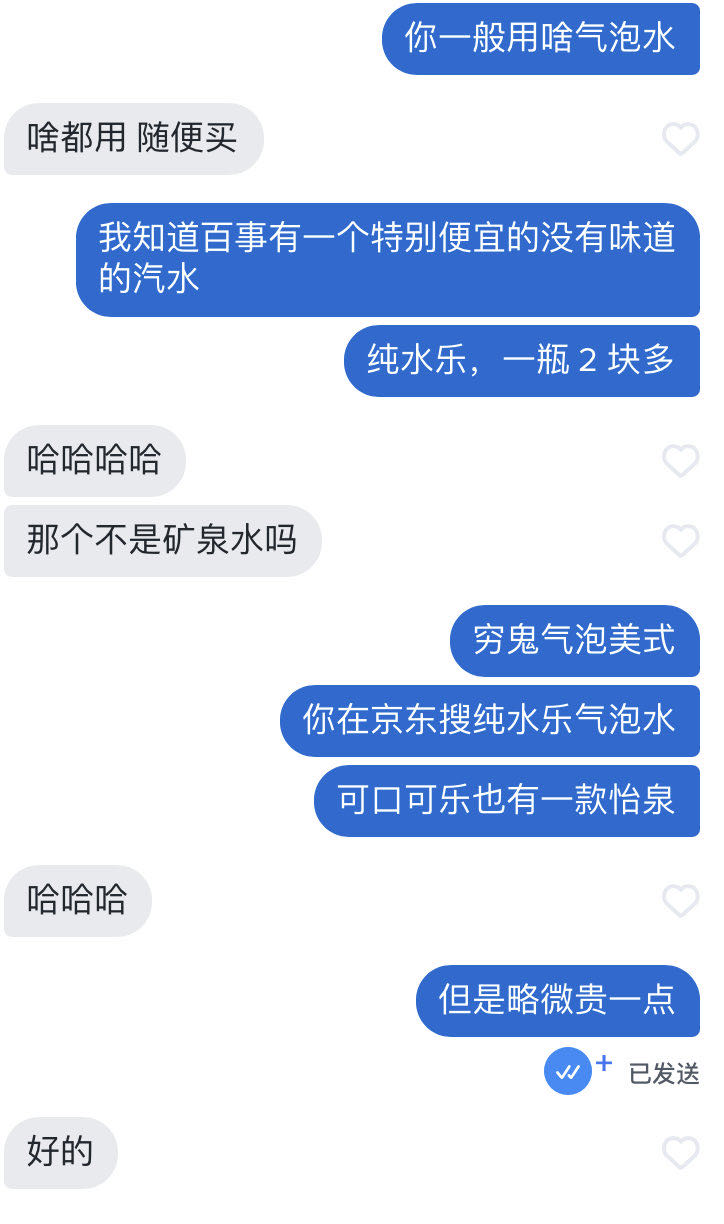 你一般用啥气泡水
啥都用 随便买
我知道百事有一个特别便宜的没有味道
的汽水
纯水乐，一瓶 2 块多
哈哈哈哈
那个不是矿泉水吗
穷鬼气泡美式
你在京东搜纯水乐气泡水
可口可乐也有一款怡泉
哈哈哈
但是略微贵一点
已发送
好的